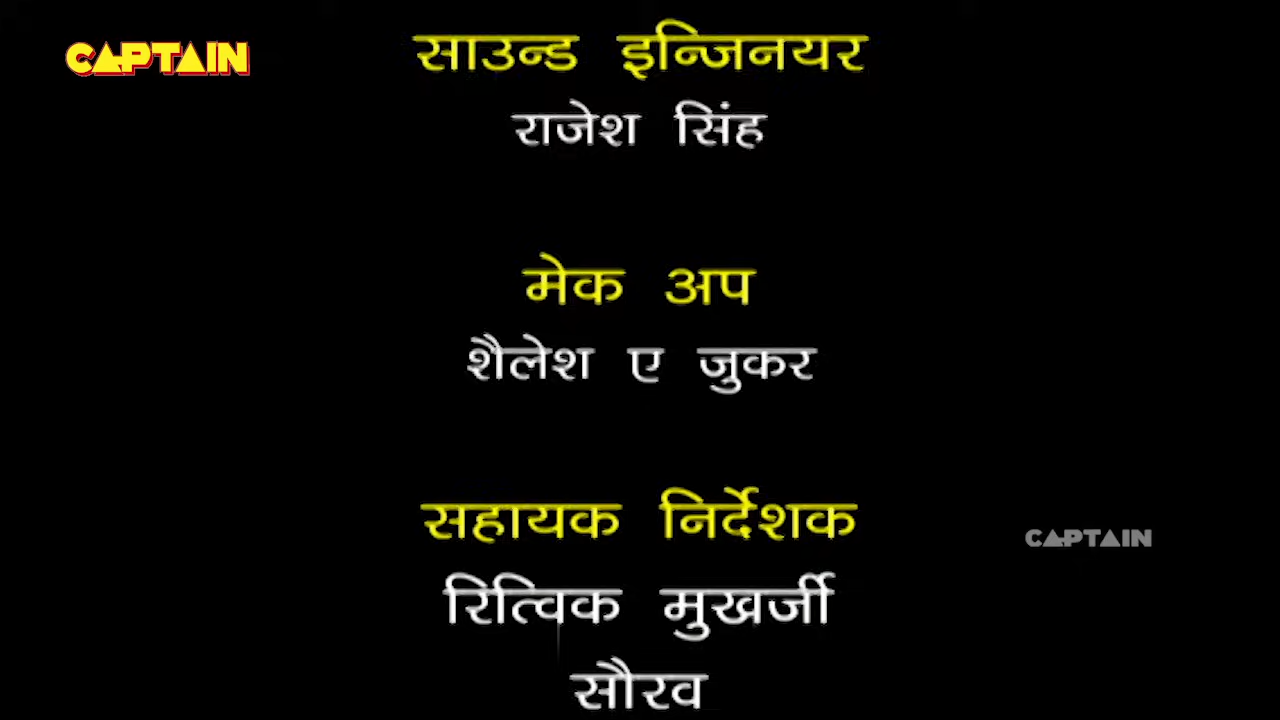 CAPTAIN
साउन्ड इन्जिनयर
राजेश सिंह
मेक अप
शैलेश ए जुकर
सहायक निर्देशक
CAPTAIN
रित्विक मुखर्जी
सौरव